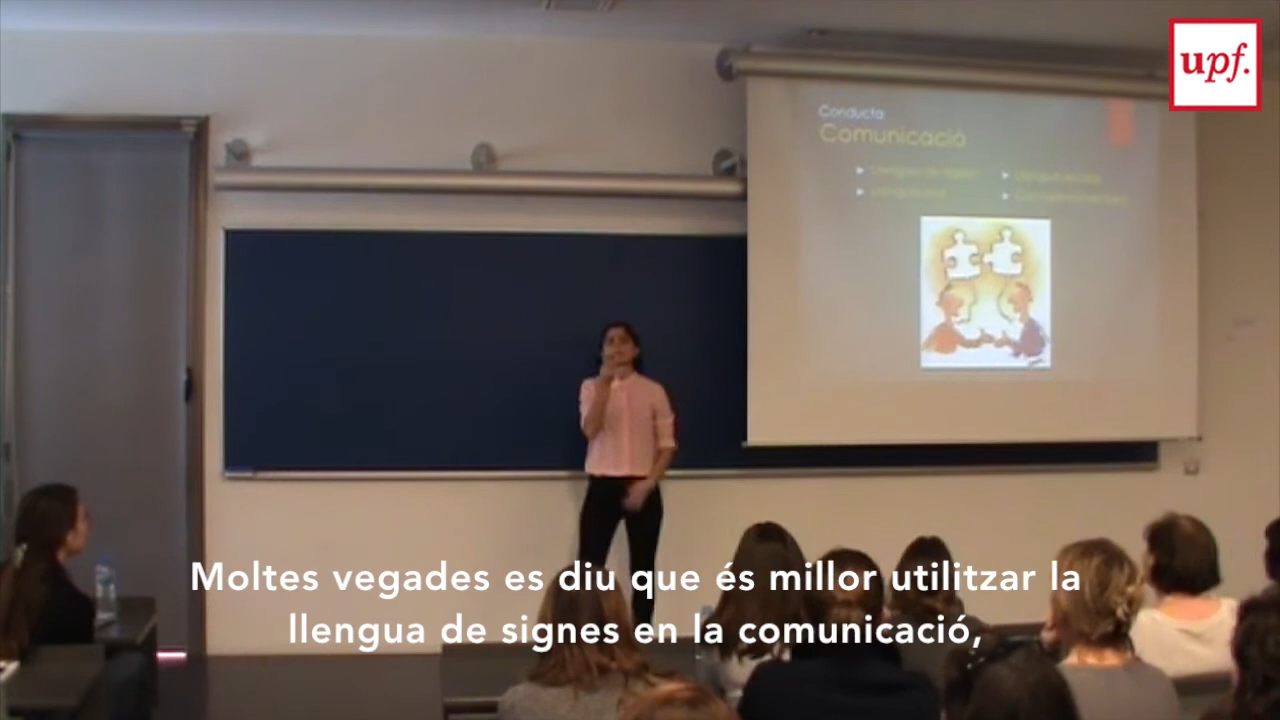 upf.
Conducta
Comunicació
Moltes vegades es diu que és millor utilitzar la
llengua de signes en la comunicació,